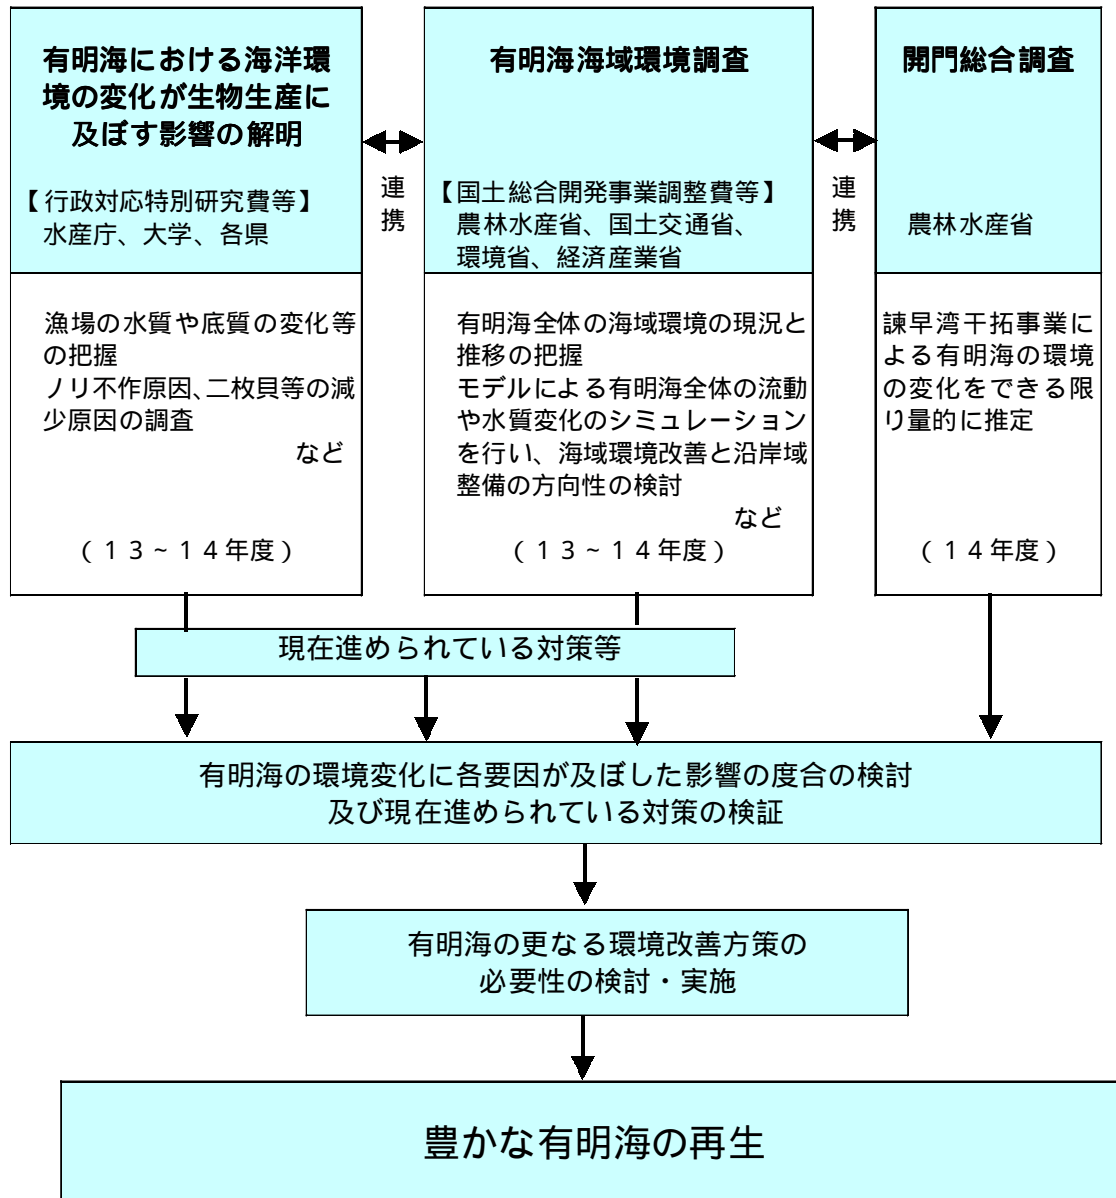 有明海における海洋環
境の変化が生物生産に
及ぼす影響の解明
【行政対応特別研究費等】
水産庁、大学、各県
漁場の水質や底質の変化等
の把握
ノリ不作原因、二枚貝等の減
少原因の調査
など
(13~14年度)
連
携
有明海海域環境調査
【国土総合開発事業調整費等】
農林水産省、国土交通省、
環境省、経済産業省
有明海全体の海域環境の現況と
推移の把握
モデルによる有明海全体の流動
や水質変化のシミュレーション
を行い、海域環境改善と沿岸域
整備の方向性の検討
など
(13~14年度)
連
携
開門総合調査
農林水産省
諫早湾干拓事業に
よる有明海の環境
の変化をできる限
り量的に推定
(14年度)
現在進められている対策等
有明海の環境変化に各要因が及ぼした影響の度合の検討
及び現在進められている対策の検証
有明海の更なる環境改善方策の
必要性の検討・実施
豊かな有明海の再生